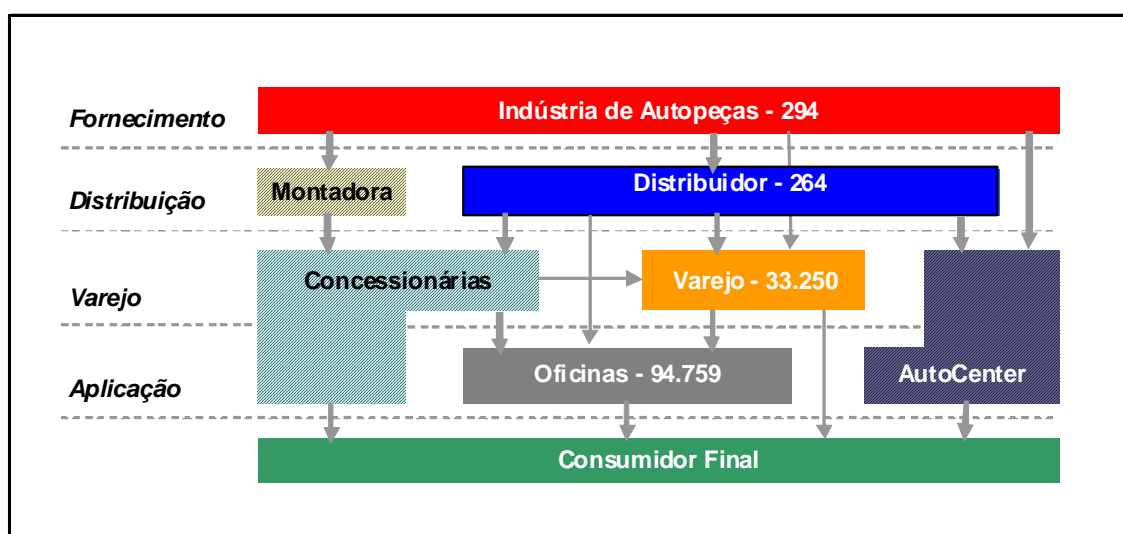 Fornecimento
Indústria de Autopeças - 294
Distribuição
Montadora
Distribuidor - 264
Varejo
Concessionárias
Varejo - 33.250
Aplicação
Oficinas - 94.759
AutoCenter
Consumidor Final